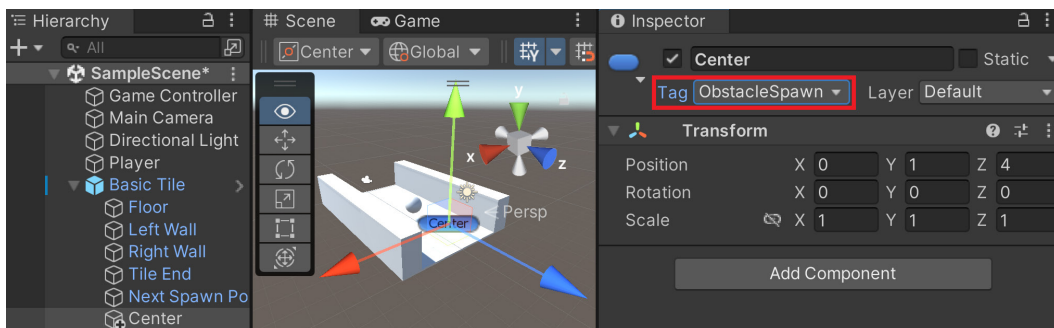 Hierarchy
All
SampleScene*
Game Controller
Main Camera
Directional Light
Player
Basic Tile
Floor
Left Wall
Right Wall
Tile End
Next Spawn Po
Center
Scene Game
Center Global
y
x
z
Persp
Center
Inspector
Center Static
Tag ObstacleSpawn Layer Default
Transform
Position X 0 Y 1 Z 4
Rotation X 0 Y 0 Z 0
Scale X 1 Y 1 Z 1
Add Component